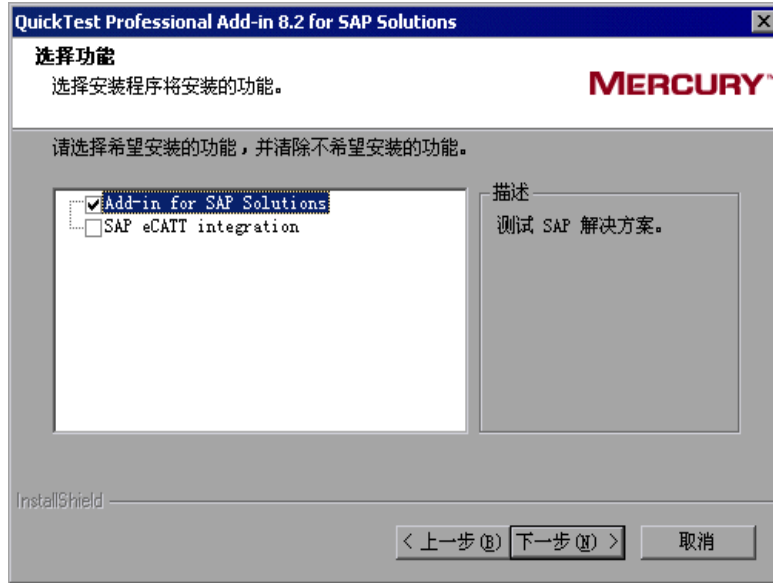 QuickTest Professional Add-in 8.2 for SAP Solutions
选择功能
选择安装程序将安装的功能。
MERCURY™
请选择希望安装的功能，并清除不希望安装的功能。
Add-in for SAP Solutions
SAP eCATT integration
描述
测试 SAP 解决方案。
InstallShield
< 上一步(B)
下一步(N) >
取消